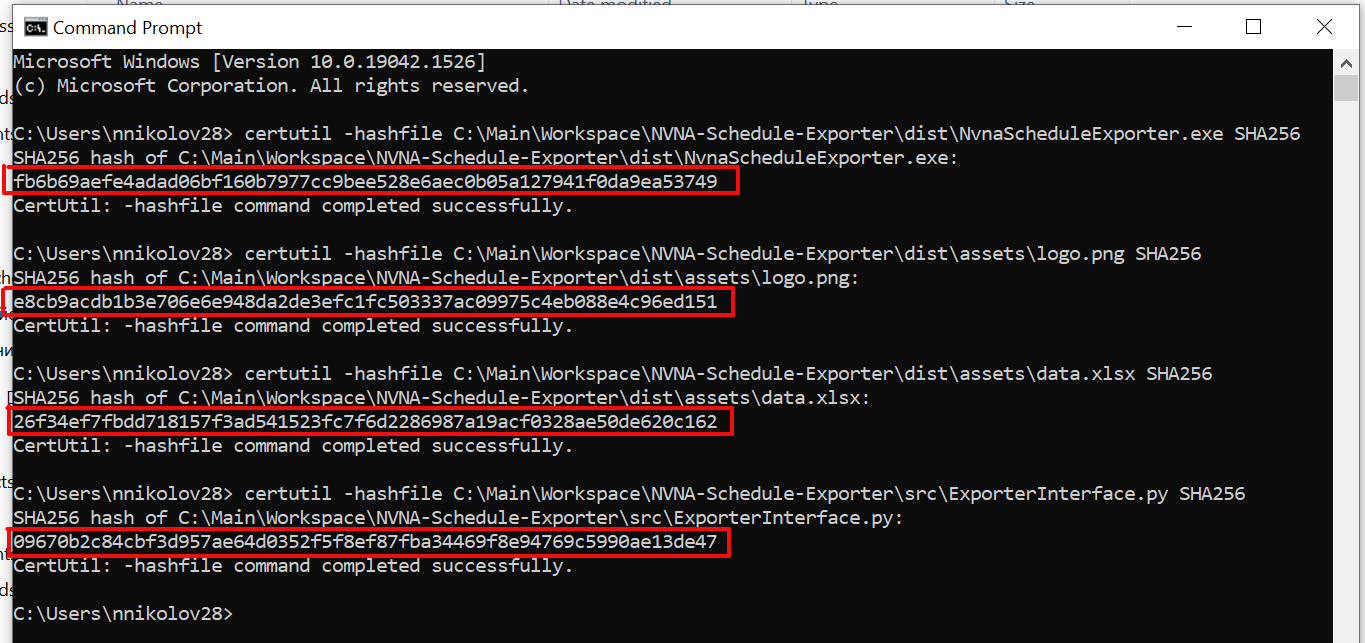 Name Date modified Type Size
Command Prompt
Microsoft Windows [Version 10.0.19042.1526]
(c) Microsoft Corporation. All rights reserved.
C:\Users\nnikolov28> certutil -hashfile C:\Main\Workspace\NVNA-Schedule-Exporter\dist\NvnaScheduleExporter.exe SHA256
SHA256 hash of C:\Main\Workspace\NVNA-Schedule-Exporter\dist\NvnaScheduleExporter.exe:
fb6b69aefe4adad06bf160b7977cc9bee528e6aec0b05a127941f0da9ea53749
CertUtil: -hashfile command completed successfully.
C:\Users\nnikolov28> certutil -hashfile C:\Main\Workspace\NVNA-Schedule-Exporter\dist\assets\logo.png SHA256
SHA256 hash of C:\Main\Workspace\NVNA-Schedule-Exporter\dist\assets\logo.png:
e8cb9acdb1b3e706e6e948da2de3efc1fc503337ac09975c4eb088e4c96ed151
CertUtil: -hashfile command completed successfully.
C:\Users\nnikolov28> certutil -hashfile C:\Main\Workspace\NVNA-Schedule-Exporter\dist\assets\data.xlsx SHA256
SHA256 hash of C:\Main\Workspace\NVNA-Schedule-Exporter\dist\assets\data.xlsx:
26f34ef7fbdd718157f3ad541523fc7f6d2286987a19acf0328ae50de620c162
CertUtil: -hashfile command completed successfully.
C:\Users\nnikolov28> certutil -hashfile C:\Main\Workspace\NVNA-Schedule-Exporter\src\ExporterInterface.py SHA256
SHA256 hash of C:\Main\Workspace\NVNA-Schedule-Exporter\src\ExporterInterface.py:
09670b2c84cbf3d957ae64d0352f5f8ef87fba34469f8e94769c5990ae13de47
CertUtil: -hashfile command completed successfully.
C:\Users\nnikolov28>